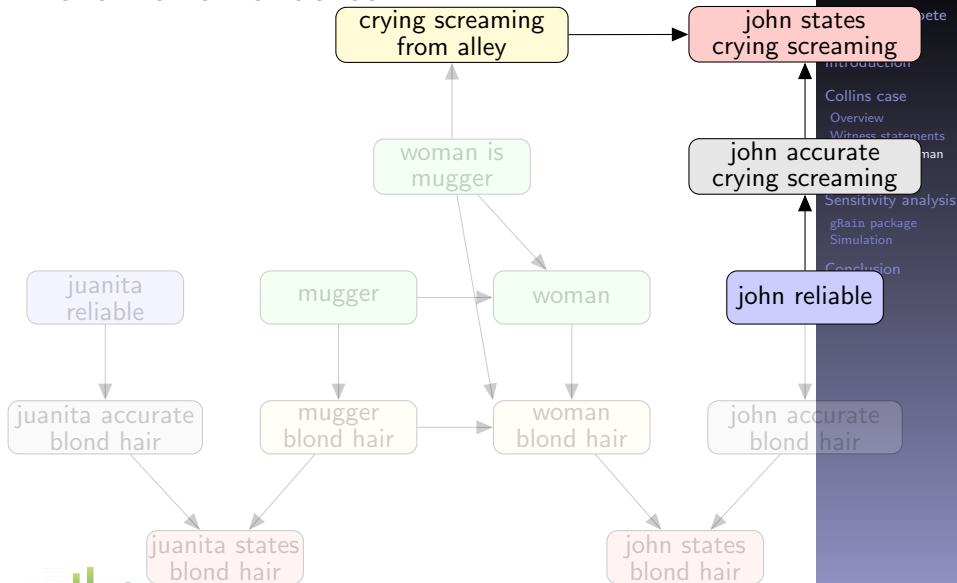 crying screaming
from alley
john states
crying screaming
woman is
mugger
john accurate
crying screaming
juanita
reliable
mugger
woman
john reliable
juanita accurate
blond hair
mugger
blond hair
woman
blond hair
john accurate
blond hair
juanita states
blond hair
john states
blond hair
Introduction
Collins case
Overview
Witness statements
Sensitivity analysis
gRain package
Simulation
Conclusion